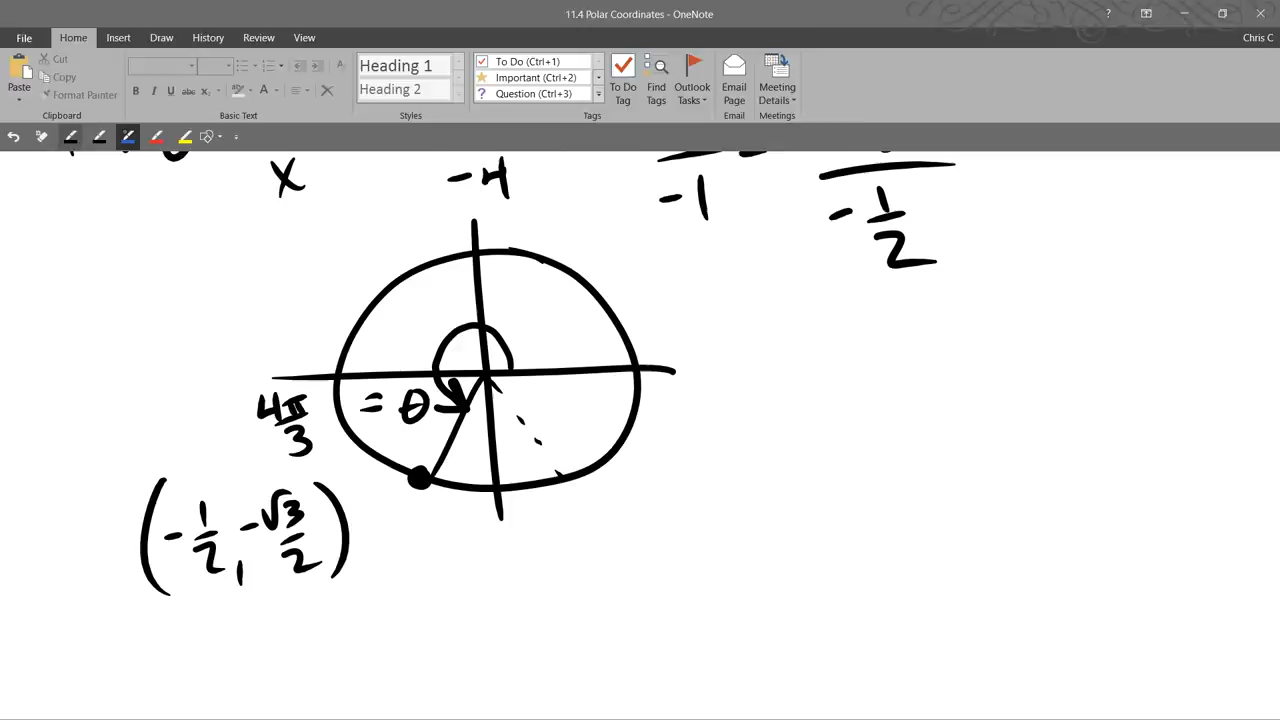 11.4 Polar Coordinates - OneNote
File Home Insert Draw History Review View Chris C
Paste Cut Copy Format Painter Clipboard
B I U abc x₂ A Basic Text
Heading 1
Heading 2
Styles
To Do (Ctrl+1)
Important (Ctrl+2)
Question (Ctrl+3)
To Do Tag Find Tags Outlook Tasks Tags
Email Page Email
Meeting Details Meetings
x -4 -1 -1/2
4π/3 = θ
(-1/2, -√3/2)